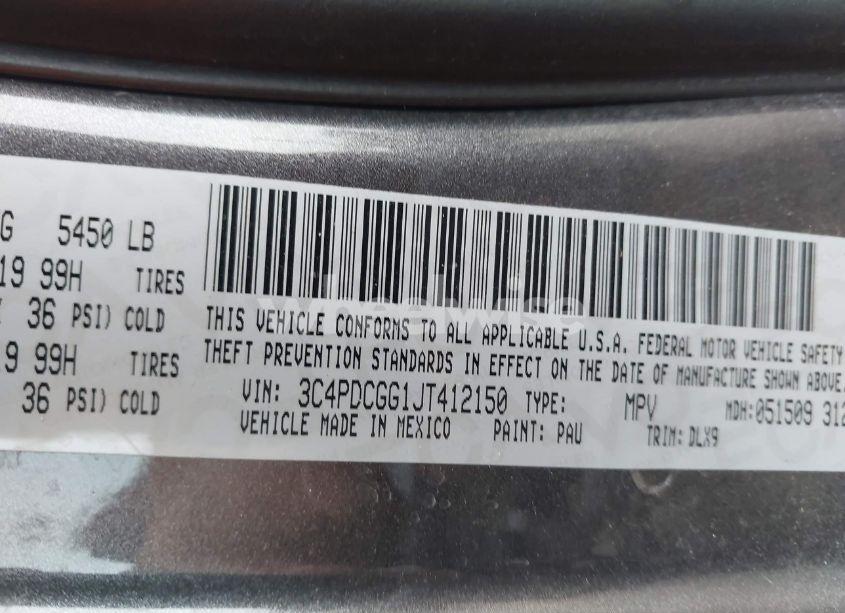 G 5450 LB
19 99H TIRES
36 PSI) COLD
19 99H TIRES
36 PSI) COLD
wheelwise
THIS VEHICLE CONFORMS TO ALL APPLICABLE U.S.A. FEDERAL MOTOR VEHICLE SAFETY
THEFT PREVENTION STANDARDS IN EFFECT ON THE DATE OF MANUFACTURE SHOWN ABOVE.
VIN: 3C4PDCGG1JT412150 TYPE: MPV MDH:051509 312
VEHICLE MADE IN MEXICO PAINT: PAU TRIM: DLX9